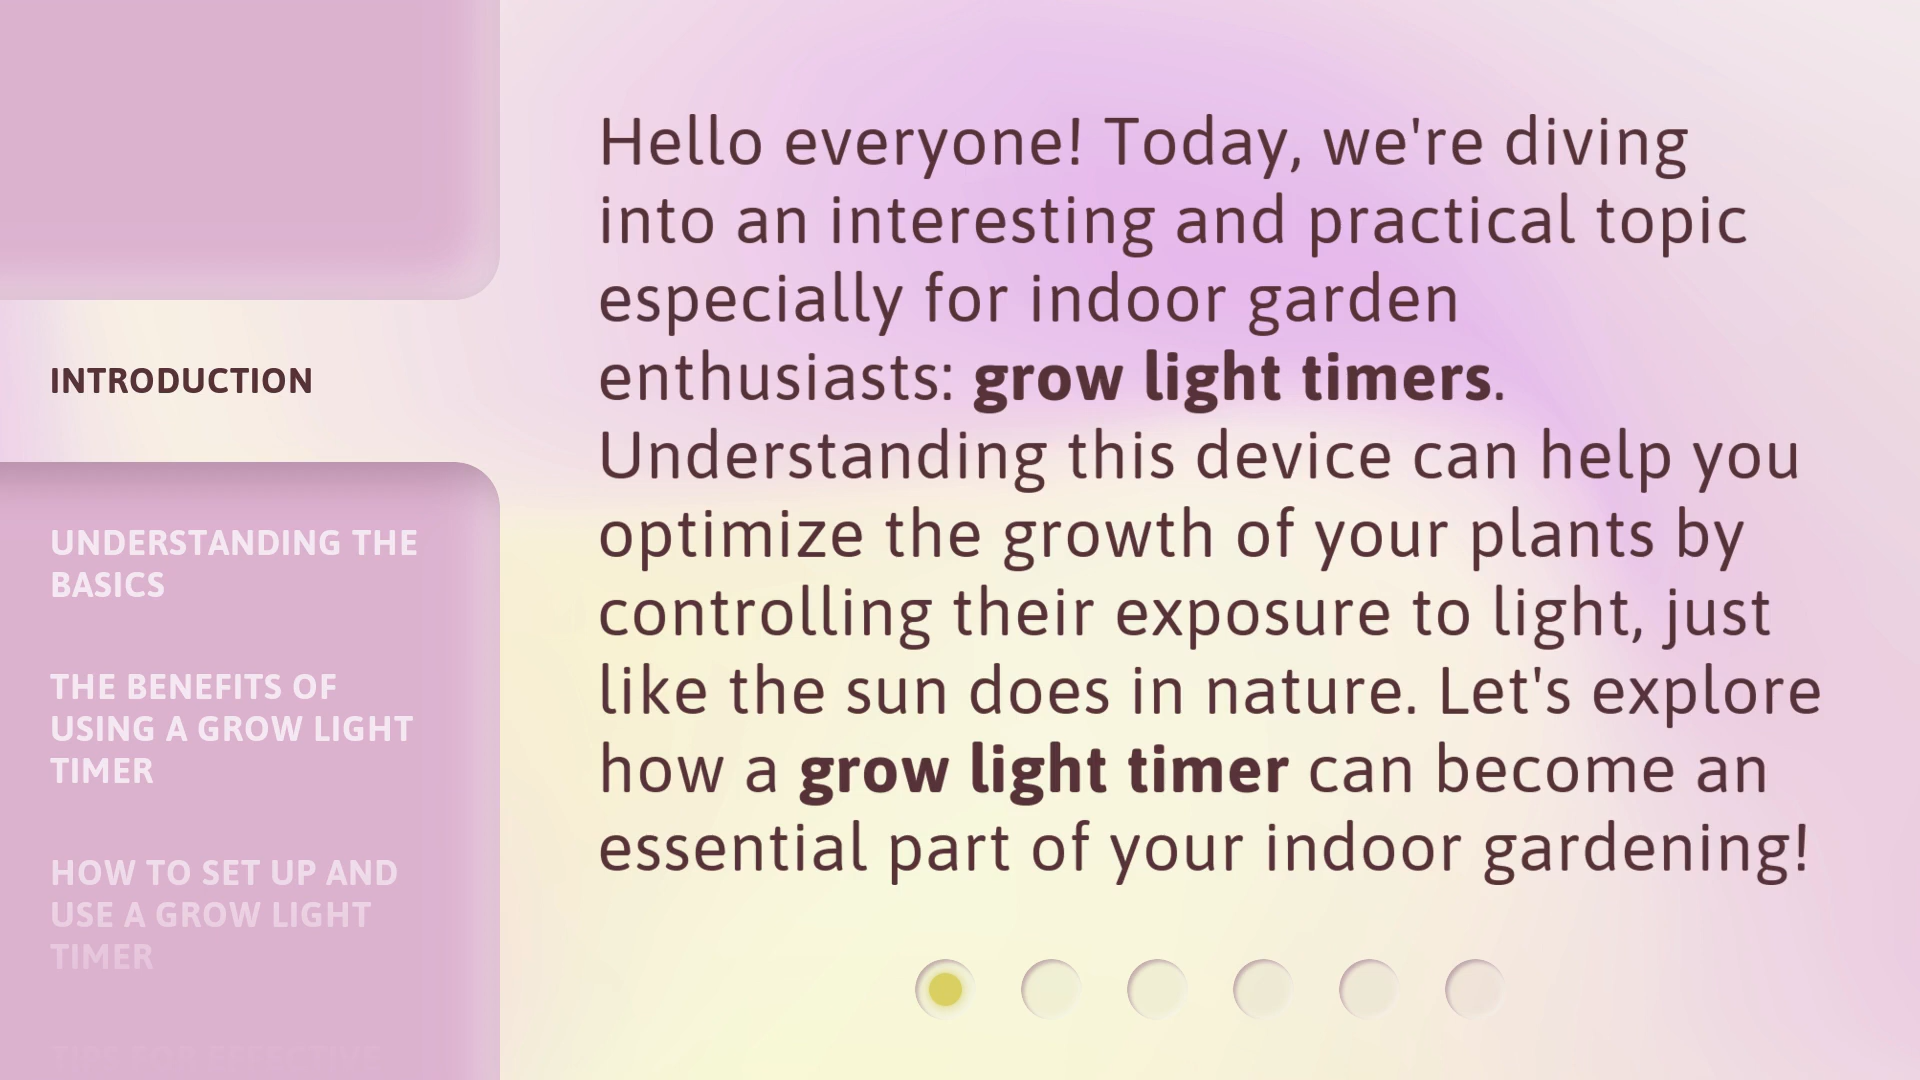 INTRODUCTION
UNDERSTANDING THE
BASICS
THE BENEFITS OF
USING A GROW LIGHT
TIMER
HOW TO SET UP AND
USE A GROW LIGHT
TIMER
TIPS FOR EFFECTIVE
Hello everyone! Today, we're diving
into an interesting and practical topic
especially for indoor garden
enthusiasts: grow light timers.
Understanding this device can help you
optimize the growth of your plants by
controlling their exposure to light, just
like the sun does in nature. Let's explore
how a grow light timer can become an
essential part of your indoor gardening!